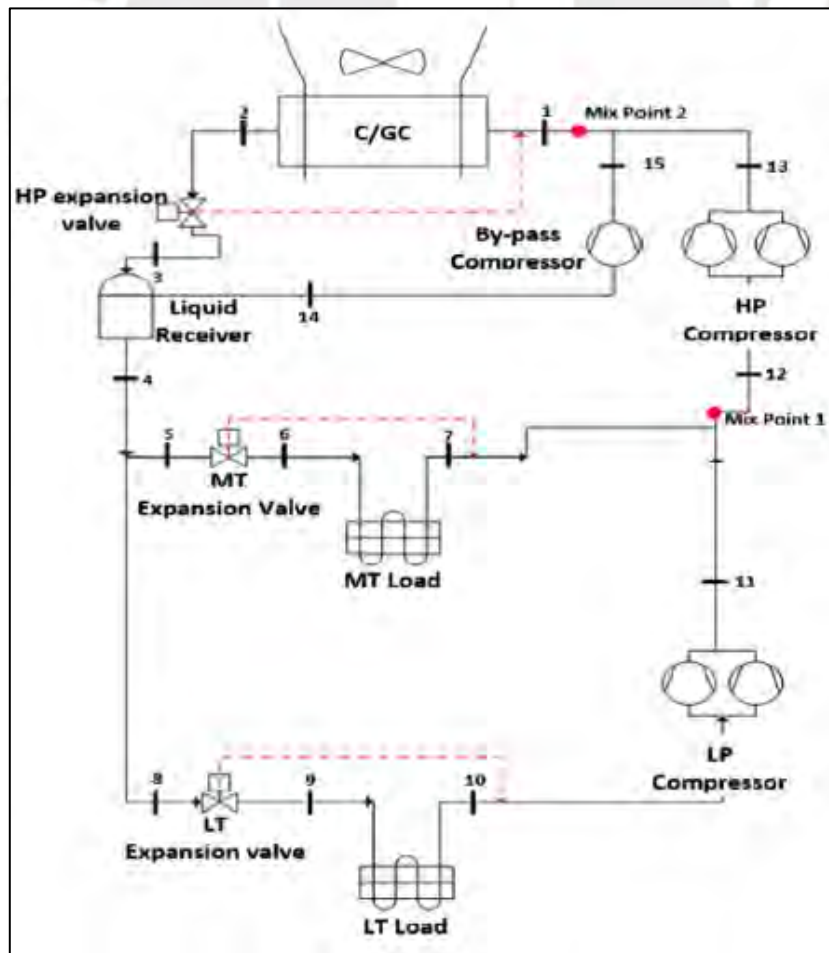 2
C/GC
1
Mix Point 2
15
13
HP expansion
valve
By-pass
Compressor
3
Liquid
Receiver
14
HP
Compressor
12
4
Mix Point 1
5
6
7
MT
Expansion Valve
MT Load
11
LP
Compressor
8
9
10
LT
Expansion valve
LT Load